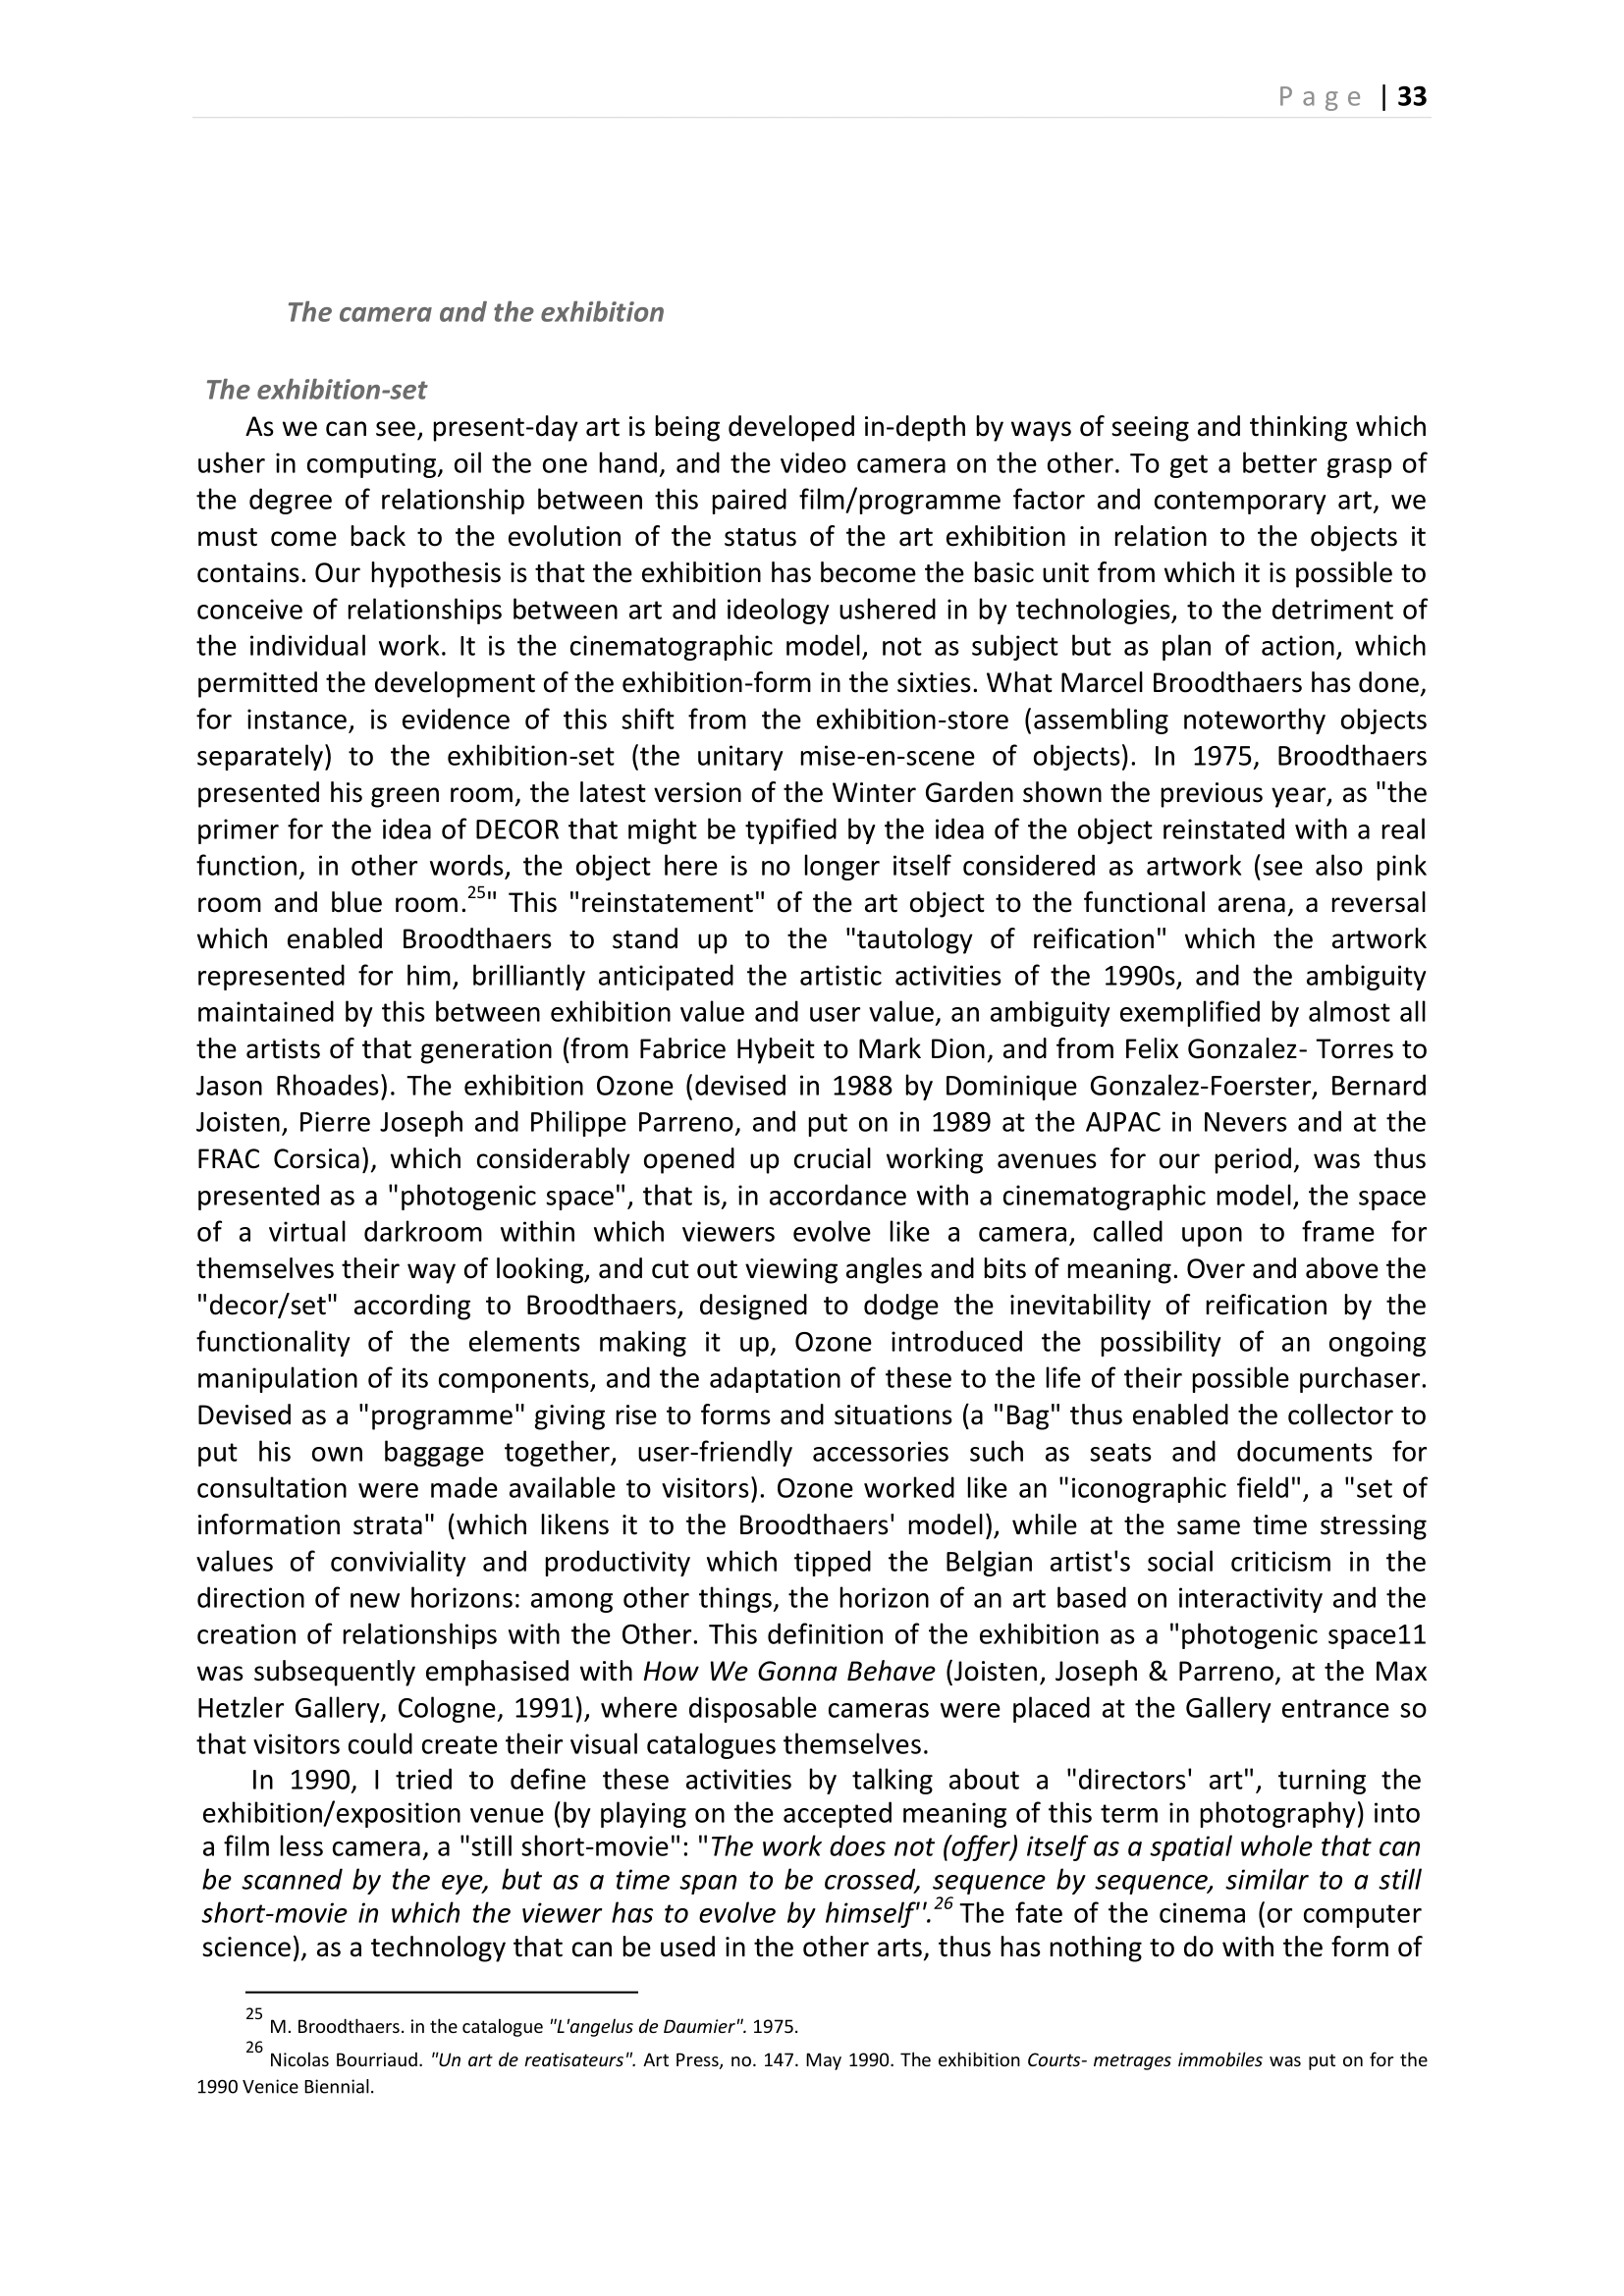 Page | 33
The camera and the exhibition
The exhibition-set
As we can see, present-day art is being developed in-depth by ways of seeing and thinking which
usher in computing, oil the one hand, and the video camera on the other. To get a better grasp of
the degree of relationship between this paired film/programme factor and contemporary art, we
must come back to the evolution of the status of the art exhibition in relation to the objects it
contains. Our hypothesis is that the exhibition has become the basic unit from which it is possible to
conceive of relationships between art and ideology ushered in by technologies, to the detriment of
the individual work. It is the cinematographic model, not as subject but as plan of action, which
permitted the development of the exhibition-form in the sixties. What Marcel Broodthaers has done,
for instance, is evidence of this shift from the exhibition-store (assembling noteworthy objects
separately) to the exhibition-set (the unitary mise-en-scene of objects). In 1975, Broodthaers
presented his green room, the latest version of the Winter Garden shown the previous year, as "the
primer for the idea of DECOR that might be typified by the idea of the object reinstated with a real
function, in other words, the object here is no longer itself considered as artwork (see also pink
room and blue room.25" This "reinstatement" of the art object to the functional arena, a reversal
which enabled Broodthaers to stand up to the "tautology of reification" which the artwork
represented for him, brilliantly anticipated the artistic activities of the 1990s, and the ambiguity
maintained by this between exhibition value and user value, an ambiguity exemplified by almost all
the artists of that generation (from Fabrice Hybeit to Mark Dion, and from Felix Gonzalez- Torres to
Jason Rhoades). The exhibition Ozone (devised in 1988 by Dominique Gonzalez-Foerster, Bernard
Joisten, Pierre Joseph and Philippe Parreno, and put on in 1989 at the AJPAC in Nevers and at the
FRAC Corsica), which considerably opened up crucial working avenues for our period, was thus
presented as a "photogenic space", that is, in accordance with a cinematographic model, the space
of a virtual darkroom within which viewers evolve like a camera, called upon to frame for
themselves their way of looking, and cut out viewing angles and bits of meaning. Over and above the
"decor/set" according to Broodthaers, designed to dodge the inevitability of reification by the
functionality of the elements making it up, Ozone introduced the possibility of an ongoing
manipulation of its components, and the adaptation of these to the life of their possible purchaser.
Devised as a "programme" giving rise to forms and situations (a "Bag" thus enabled the collector to
put his own baggage together, user-friendly accessories such as seats and documents for
consultation were made available to visitors). Ozone worked like an "iconographic field", a "set of
information strata" (which likens it to the Broodthaers' model), while at the same time stressing
values of conviviality and productivity which tipped the Belgian artist's social criticism in the
direction of new horizons: among other things, the horizon of an art based on interactivity and the
creation of relationships with the Other. This definition of the exhibition as a "photogenic space11
was subsequently emphasised with How We Gonna Behave (Joisten, Joseph & Parreno, at the Max
Hetzler Gallery, Cologne, 1991), where disposable cameras were placed at the Gallery entrance so
that visitors could create their visual catalogues themselves.
In 1990, I tried to define these activities by talking about a "directors' art", turning the
exhibition/exposition venue (by playing on the accepted meaning of this term in photography) into
a film less camera, a "still short-movie": "The work does not (offer) itself as a spatial whole that can
be scanned by the eye, but as a time span to be crossed, sequence by sequence, similar to a still
short-movie in which the viewer has to evolve by himself".26 The fate of the cinema (or computer
science), as a technology that can be used in the other arts, thus has nothing to do with the form of
25 M. Broodthaers. in the catalogue "L'angelus de Daumier". 1975.
26 Nicolas Bourriaud. "Un art de reatisateurs". Art Press, no. 147. May 1990. The exhibition Courts- metrages immobiles was put on for the
1990 Venice Biennial.